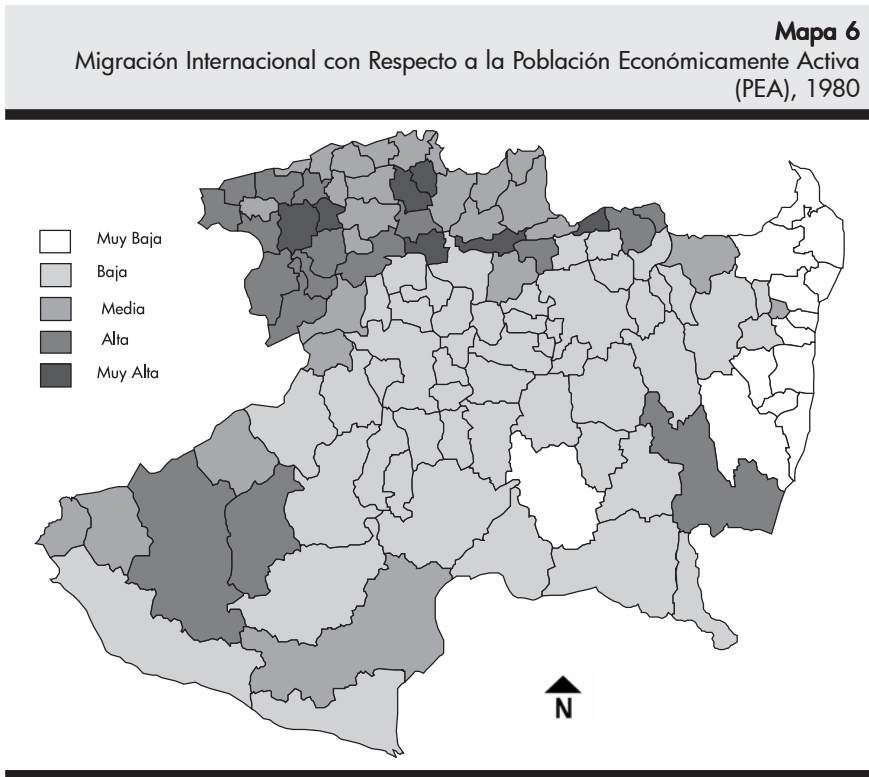 Mapa 6
Migración Internacional con Respecto a la Población Económicamente Activa
(PEA), 1980
Muy Baja
Baja
Media
Alta
Muy Alta
N